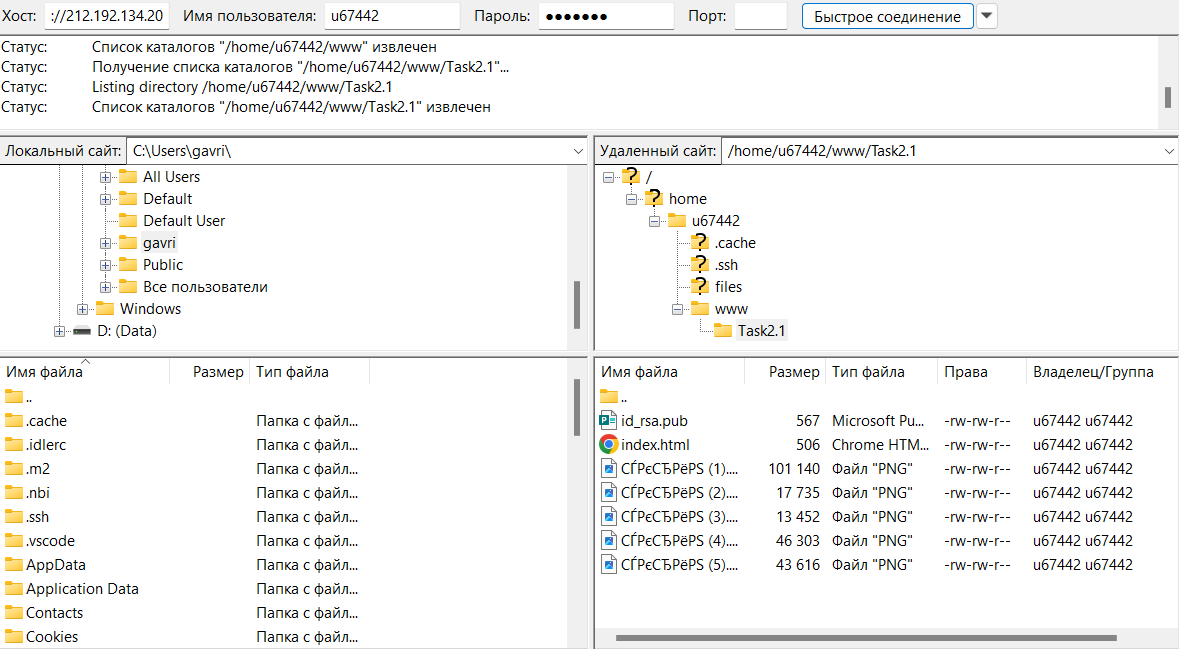 Хост: ://212.192.134.20 Имя пользователя: u67442 Пароль: ●●●●●●● Порт: Быстрое соединение
Статус: Список каталогов "/home/u67442/www" извлечен
Статус: Получение списка каталогов "/home/u67442/www/Task2.1"...
Статус: Listing directory /home/u67442/www/Task2.1
Статус: Список каталогов "/home/u67442/www/Task2.1" извлечен
Локальный сайт: C:\Users\gavri\
All Users
Default
Default User
gavri
Public
Все пользователи
Windows
D: (Data)
Имя файла Размер Тип файла
..
.cache Папка с файл...
.idlerc Папка с файл...
.m2 Папка с файл...
.nbi Папка с файл...
.ssh Папка с файл...
.vscode Папка с файл...
AppData Папка с файл...
Application Data Папка с файл...
Contacts Папка с файл...
Cookies Папка с файл...
Удаленный сайт: /home/u67442/www/Task2.1
? /
? home
u67442
? .cache
? .ssh
? files
www
Task2.1
Имя файла Размер Тип файла Права Владелец/Группа
..
id_rsa.pub 567 Microsoft Pu... -rw-rw-r-- u67442 u67442
index.html 506 Chrome HTM... -rw-rw-r-- u67442 u67442
СЃРєСЂРёРЅ (1).... 101 140 Файл "PNG" -rw-rw-r-- u67442 u67442
СЃРєСЂРёРЅ (2).... 17 735 Файл "PNG" -rw-rw-r-- u67442 u67442
СЃРєСЂРёРЅ (3).... 13 452 Файл "PNG" -rw-rw-r-- u67442 u67442
СЃРєСЂРёРЅ (4).... 46 303 Файл "PNG" -rw-rw-r-- u67442 u67442
СЃРєСЂРёРЅ (5).... 43 616 Файл "PNG" -rw-rw-r-- u67442 u67442